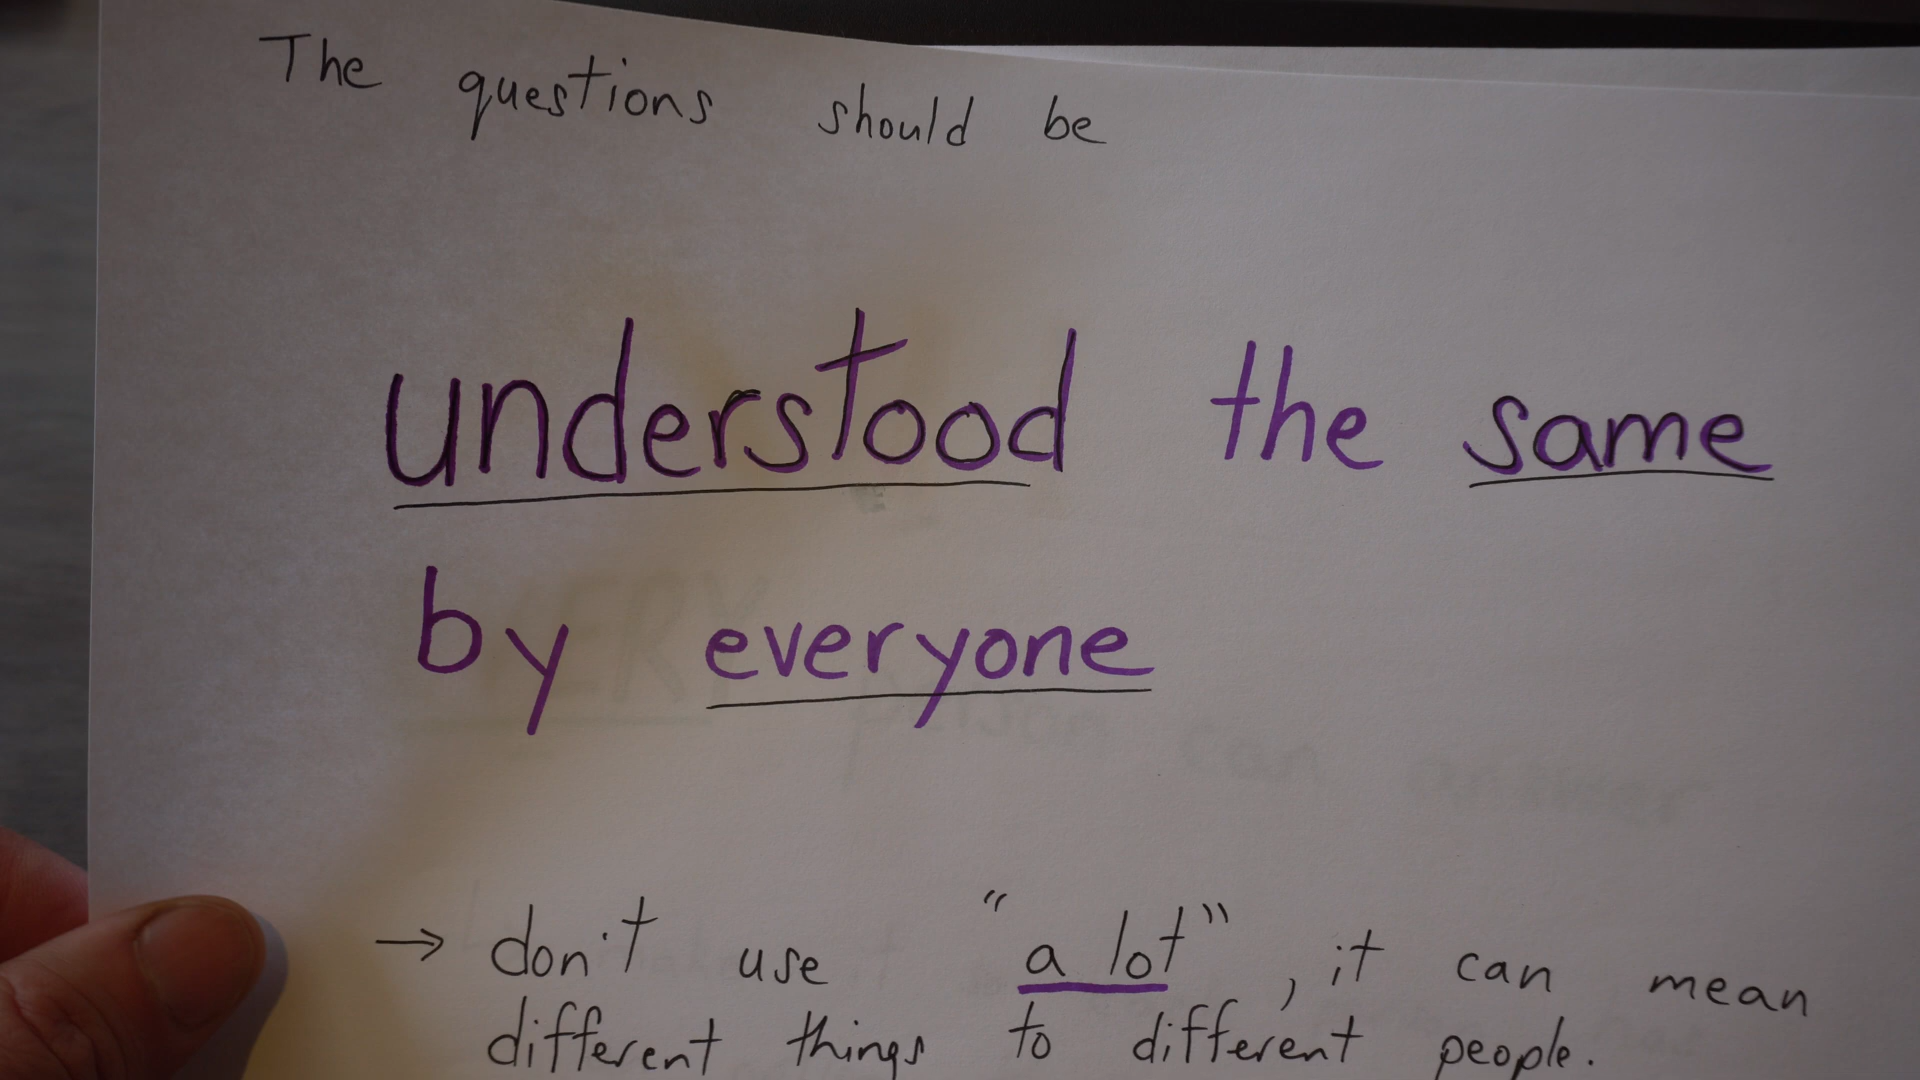 The questions should be
understood the same
by everyone
→ don't use "a lot", it can mean
different things to different people.